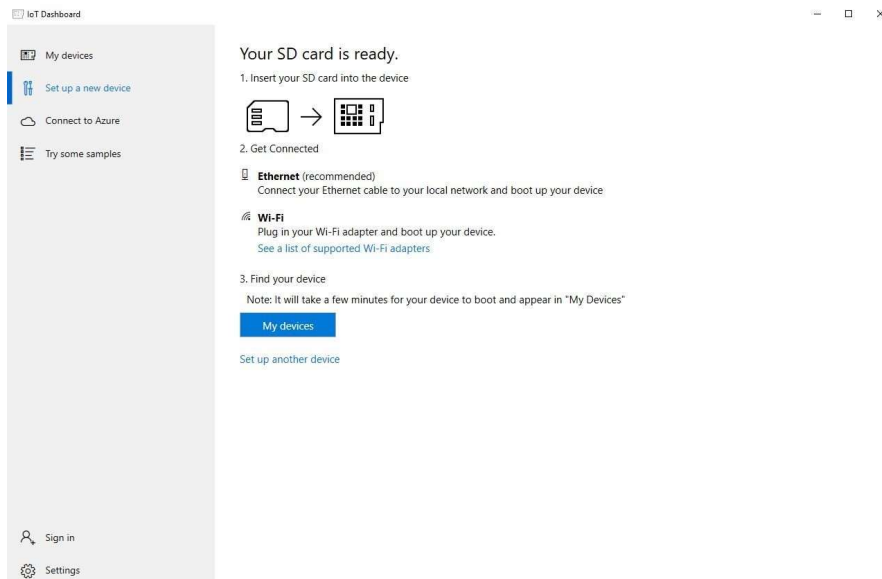 IoT Dashboard
My devices
Set up a new device
Connect to Azure
Try some samples
Sign in
Settings
Your SD card is ready.
1. Insert your SD card into the device
2. Get Connected
Ethernet (recommended)
Connect your Ethernet cable to your local network and boot up your device
Wi-Fi
Plug in your Wi-Fi adapter and boot up your device.
See a list of supported Wi-Fi adapters
3. Find your device
Note: It will take a few minutes for your device to boot and appear in "My Devices"
My devices
Set up another device